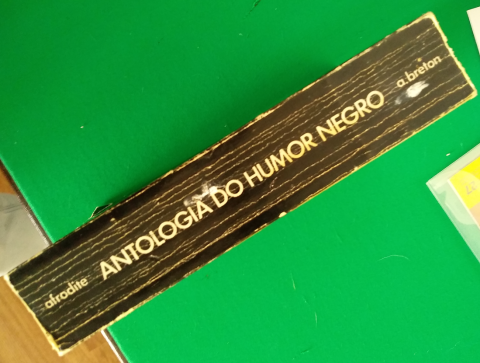 afrodite ANTOLOGIA DO HUMOR NEGRO a.breton